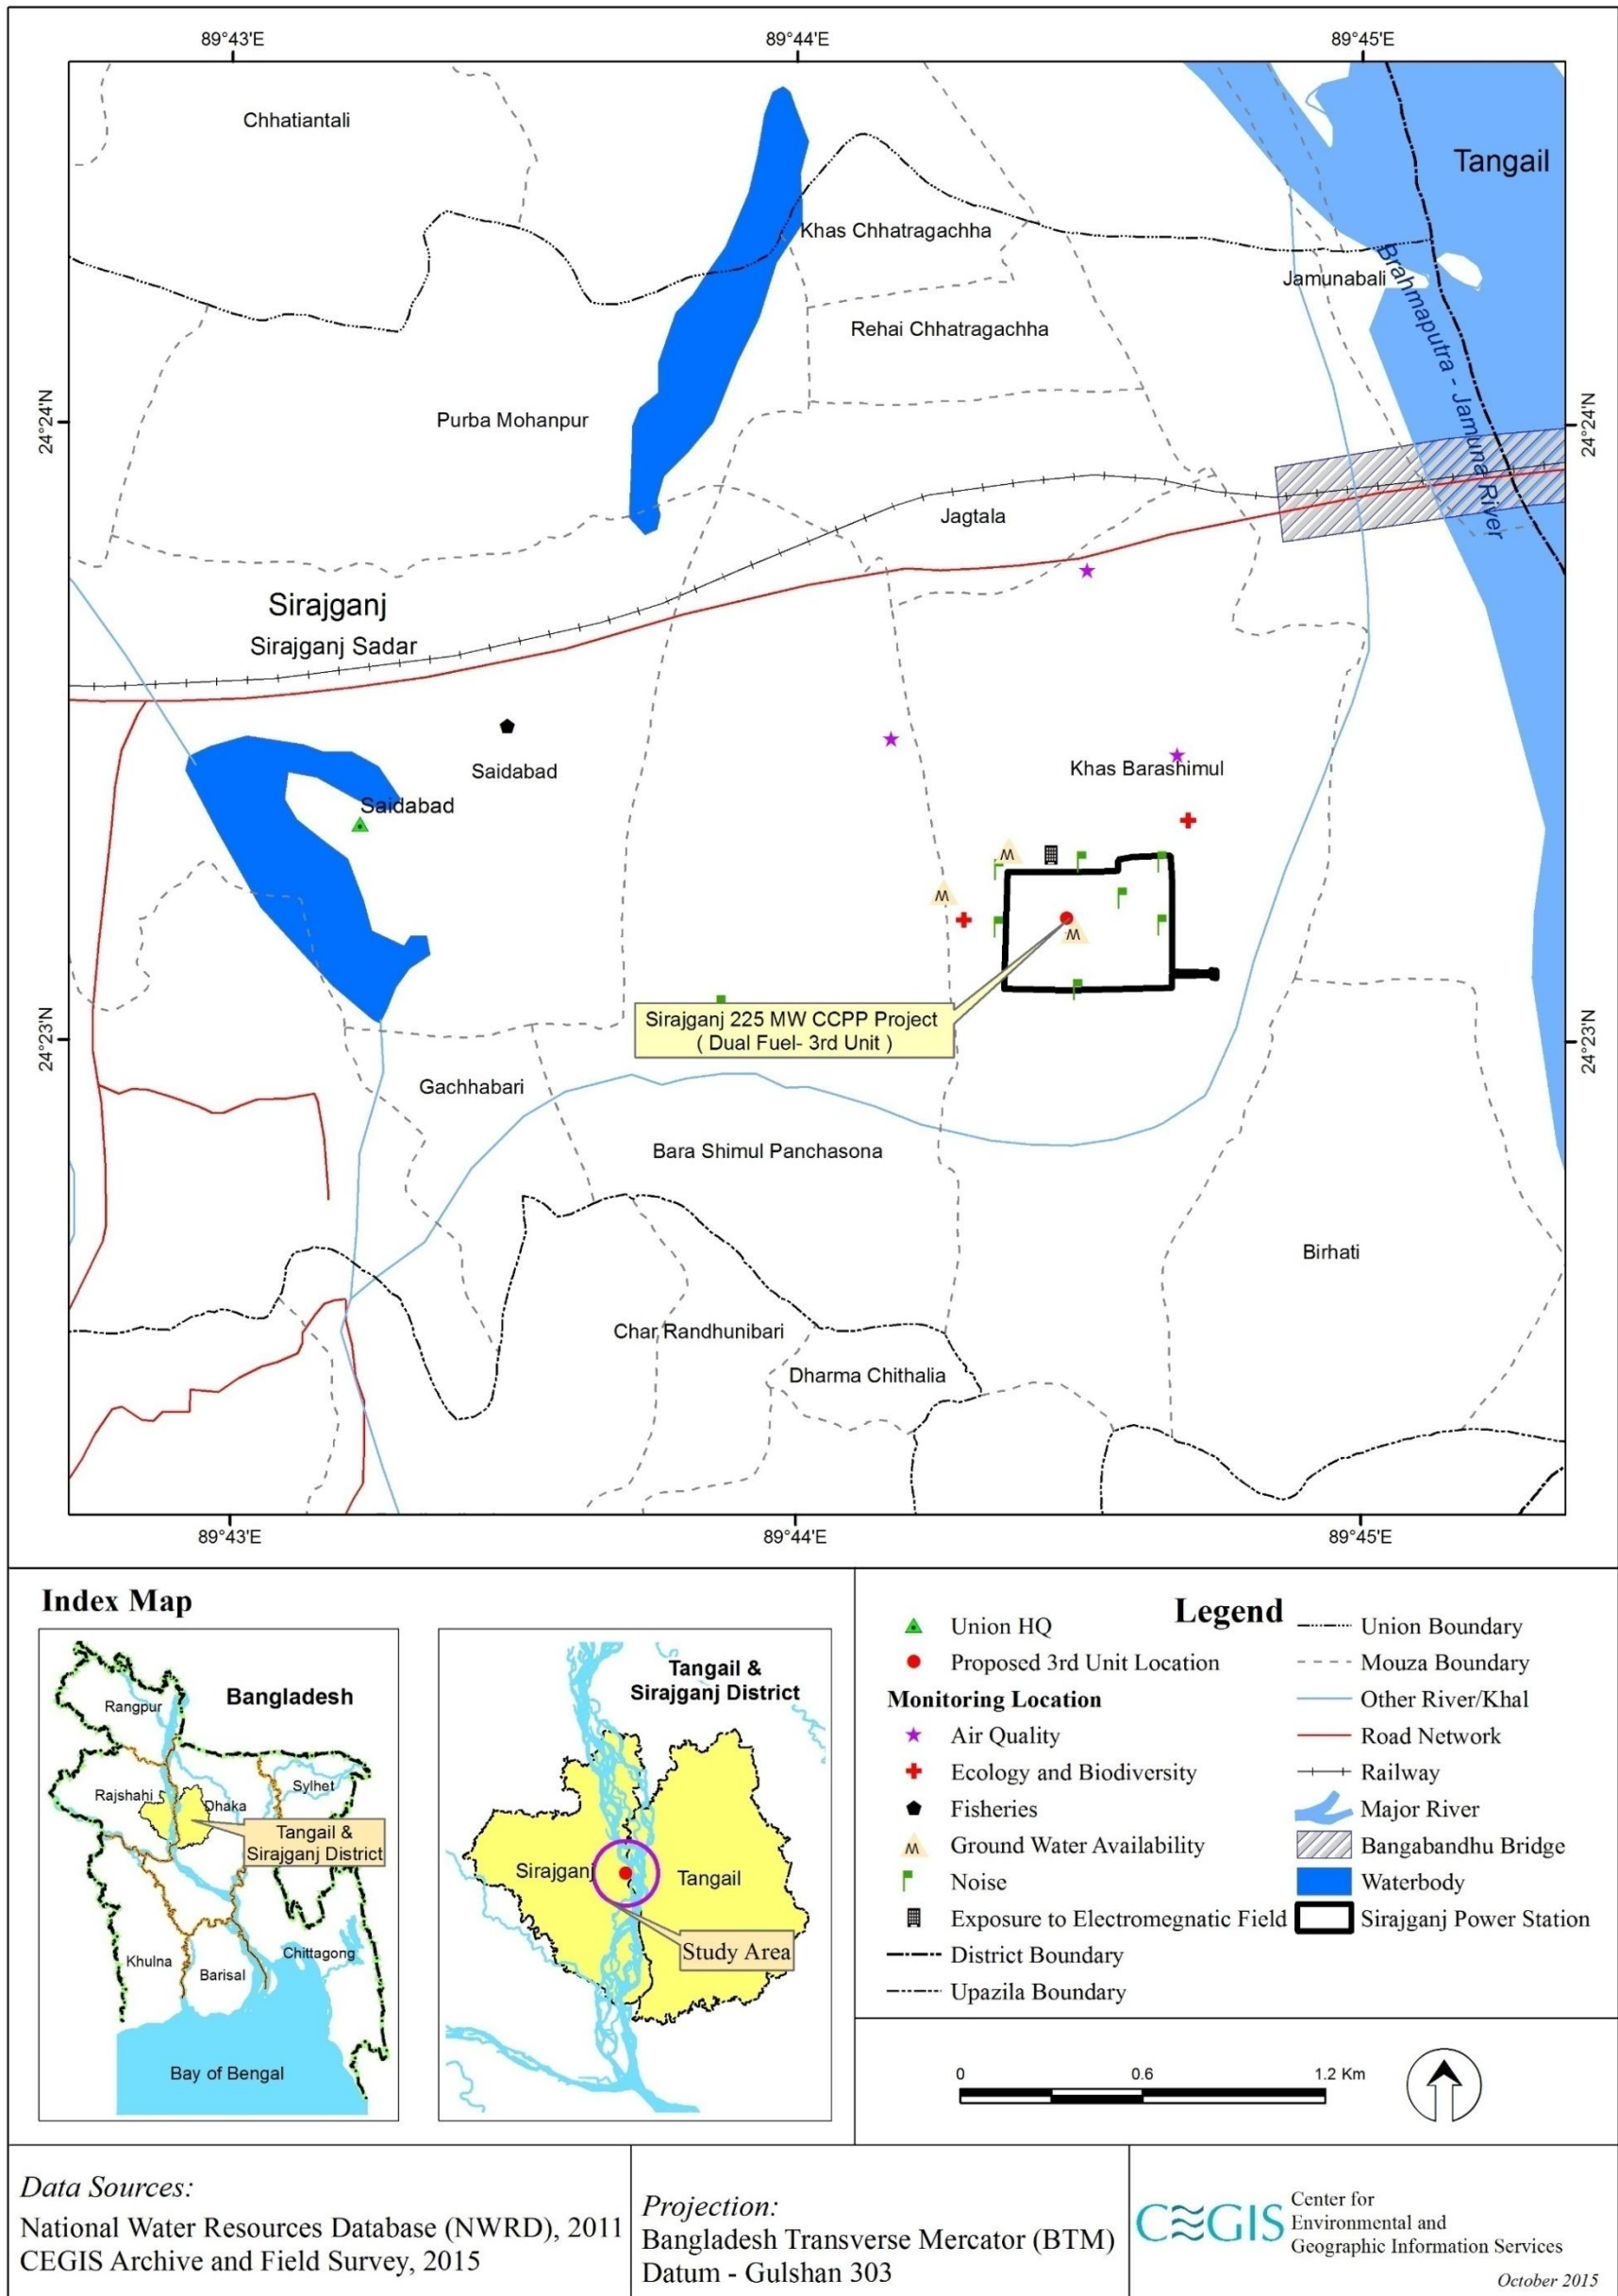 89°43'E
89°44'E
89°45'E
Chhatiantali
Tangail
Khas Chhatragachha
Jamunabali
Rehai Chhatragachha
Brahmaputra - Jamuna River
24°24'N
24°24'N
Purba Mohanpur
Jagtala
Sirajganj
Sirajganj Sadar
Saidabad
Khas Barashimul
Saidabad
Sirajganj 225 MW CCPP Project
( Dual Fuel- 3rd Unit )
24°23'N
24°23'N
Gachhabari
Bara Shimul Panchasona
Birhati
Char Randhunibari
Dharma Chithalia
89°43'E
89°44'E
89°45'E
Index Map
Bangladesh
Rangpur
Rajshahi
Dhaka
Sylhet
Tangail &
Sirajganj District
Khulna
Barisal
Chittagong
Bay of Bengal
Tangail &
Sirajganj District
Sirajganj
Tangail
Study Area
Legend
Union HQ
Proposed 3rd Unit Location
Monitoring Location
Air Quality
Ecology and Biodiversity
Fisheries
Ground Water Availability
Noise
Exposure to Electromegnatic Field
District Boundary
Upazila Boundary
Union Boundary
Mouza Boundary
Other River/Khal
Road Network
Railway
Major River
Bangabandhu Bridge
Waterbody
Sirajganj Power Station
0 0.6 1.2 Km
Data Sources:
National Water Resources Database (NWRD), 2011
CEGIS Archive and Field Survey, 2015
Projection:
Bangladesh Transverse Mercator (BTM)
Datum - Gulshan 303
CEGIS
Center for
Environmental and
Geographic Information Services
October 2015